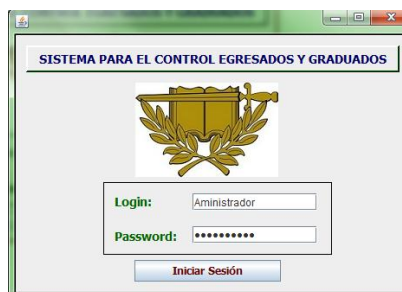 SISTEMA PARA EL CONTROL EGRESADOS Y GRADUADOS
Login: Aministrador
Password: ••••••••••
Iniciar Sesión